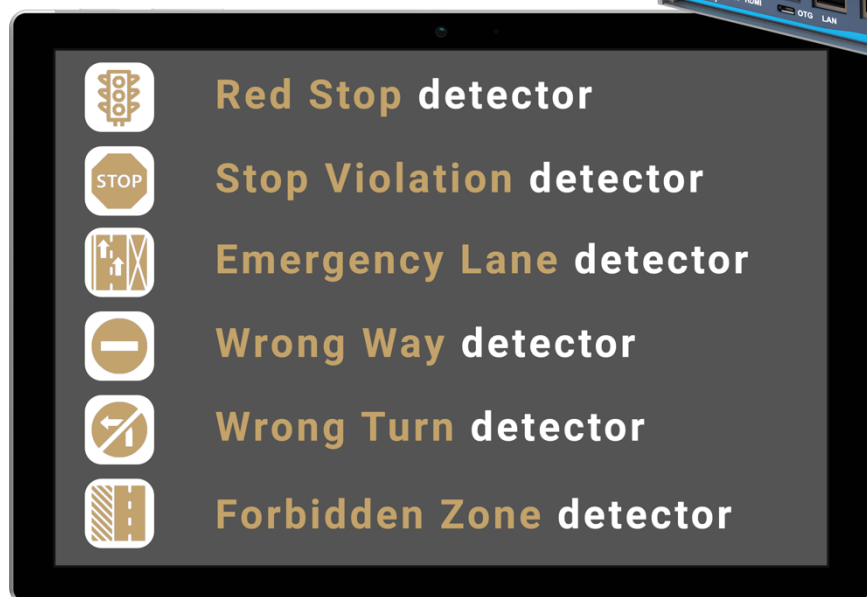 HDMI OTG LAN
Red Stop detector
STOP
Stop Violation detector
Emergency Lane detector
Wrong Way detector
Wrong Turn detector
Forbidden Zone detector